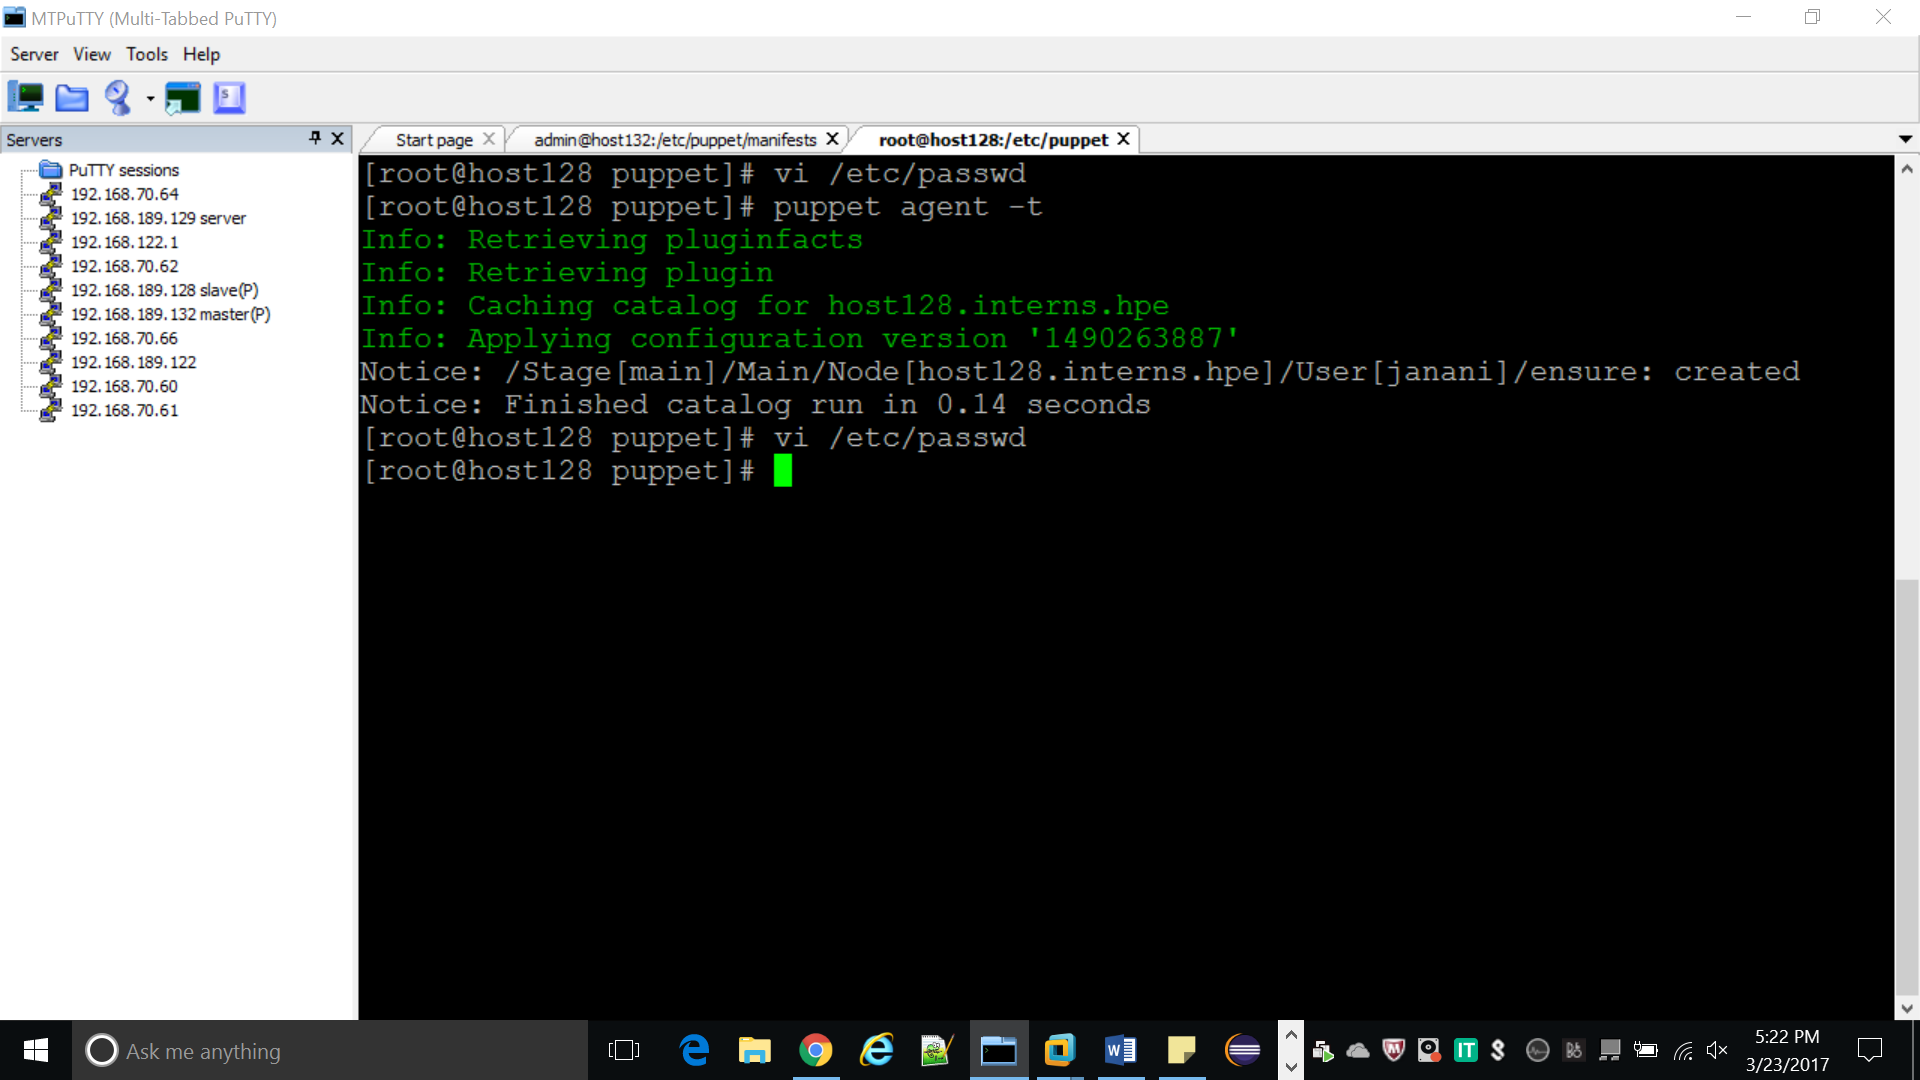 MTPuTTY (Multi-Tabbed PuTTY)
Server View Tools Help
Servers
PuTTY sessions
192.168.70.64
192.168.189.129 server
192.168.122.1
192.168.70.62
192.168.189.128 slave(P)
192.168.189.132 master(P)
192.168.70.66
192.168.189.122
192.168.70.60
192.168.70.61
Start page admin@host132:/etc/puppet/manifests root@host128:/etc/puppet
[root@host128 puppet]# vi /etc/passwd
[root@host128 puppet]# puppet agent -t
Info: Retrieving pluginfacts
Info: Retrieving plugin
Info: Caching catalog for host128.interns.hpe
Info: Applying configuration version '1490263887'
Notice: /Stage[main]/Main/Node[host128.interns.hpe]/User[janani]/ensure: created
Notice: Finished catalog run in 0.14 seconds
[root@host128 puppet]# vi /etc/passwd
[root@host128 puppet]#
Ask me anything
IT
5:22 PM
3/23/2017